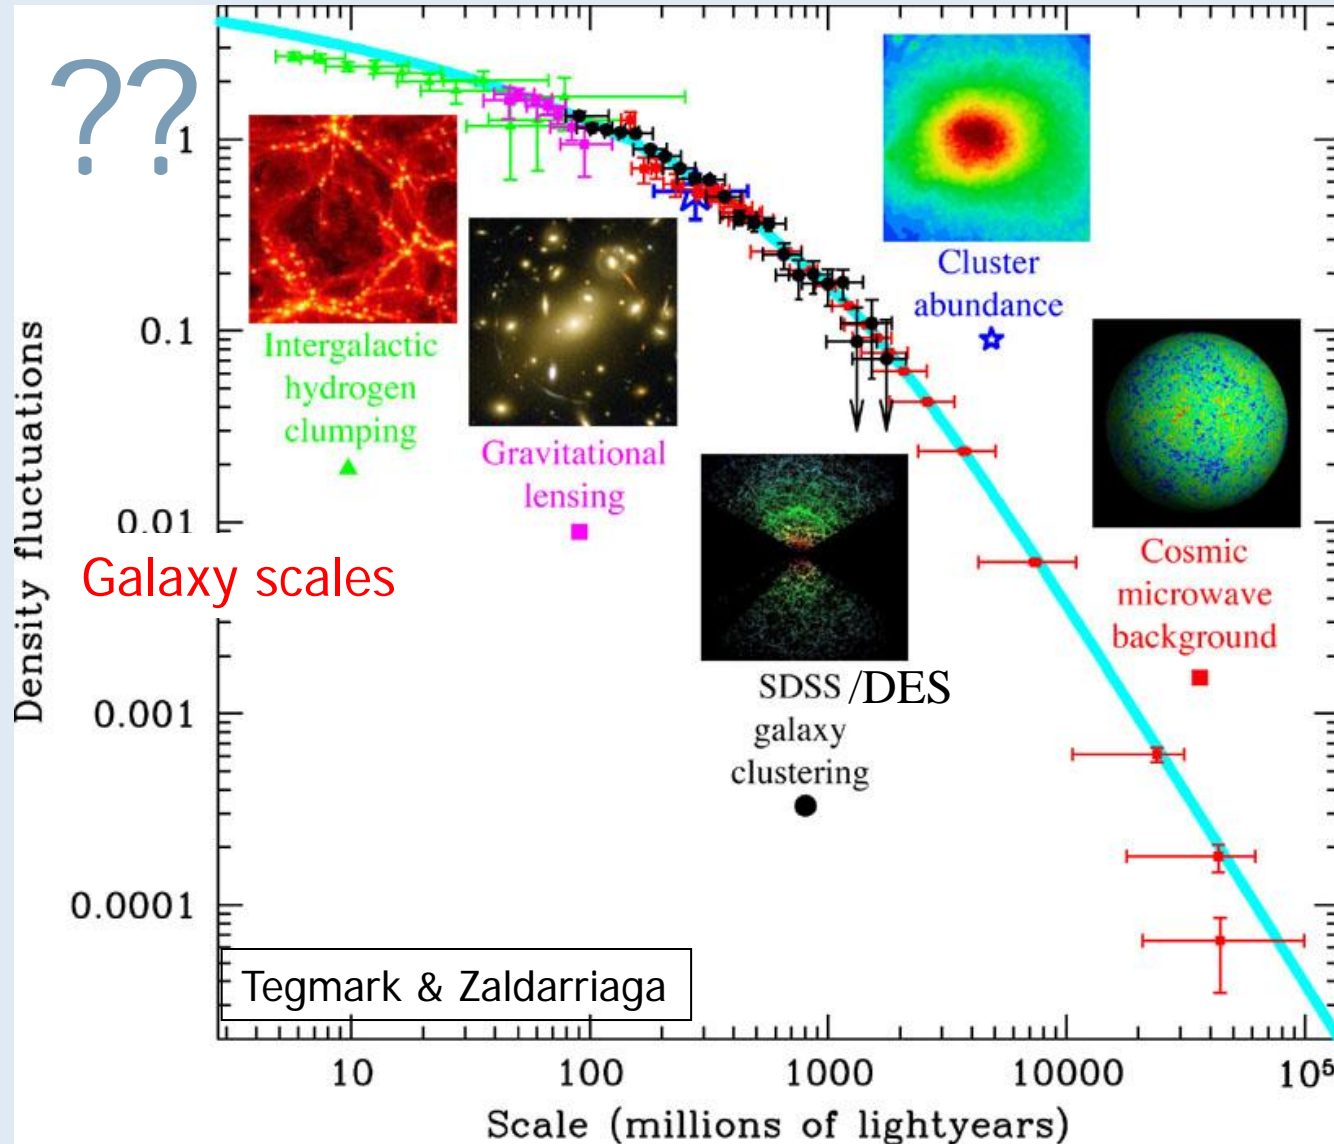 ??
Density fluctuations
1
0.1
0.01
0.001
0.0001
Intergalactic
hydrogen
clumping
Gravitational
lensing
Cluster
abundance
Cosmic
microwave
background
SDSS /DES
galaxy
clustering
Galaxy scales
Tegmark & Zaldarriaga
10
100
1000
10000
10⁵
Scale (millions of lightyears)